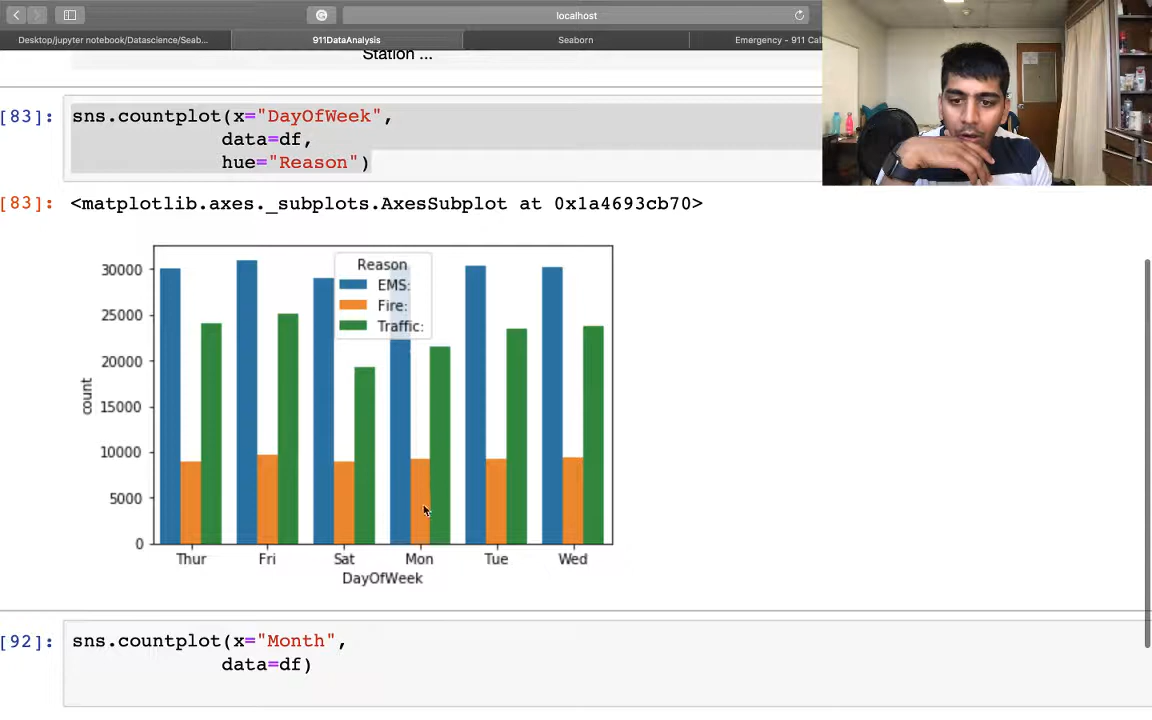 localhost
Desktop/jupyter notebook/Datascience/Seab...
911DataAnalysis
Seaborn
Emergency - 911 Cal
Station ...
[83]:
sns.countplot(x="DayOfWeek",
data=df,
hue="Reason")
[83]:
<matplotlib.axes._subplots.AxesSubplot at 0x1a4693cb70>
Reason
EMS:
Fire:
Traffic:
30000
25000
20000
15000
10000
5000
0
count
Thur Fri Sat Mon Tue Wed
DayOfWeek
[92]:
sns.countplot(x="Month",
data=df)